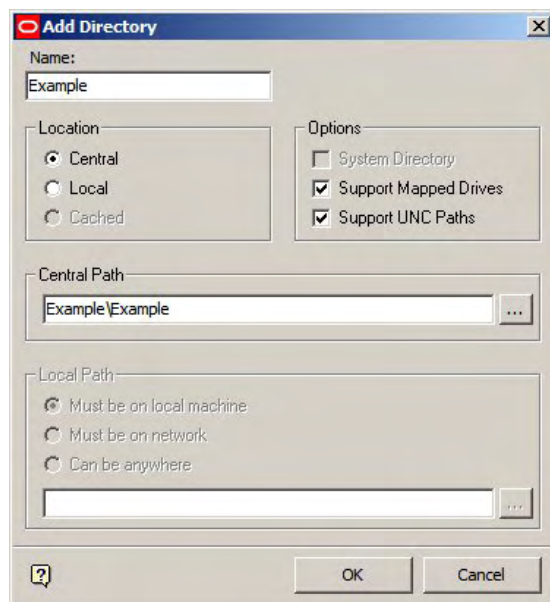 Add Directory
Name:
Example
Location
Central
Local
Cached
Options
System Directory
Support Mapped Drives
Support UNC Paths
Central Path
Example\Example
...
Local Path
Must be on local machine
Must be on network
Can be anywhere
...
OK
Cancel